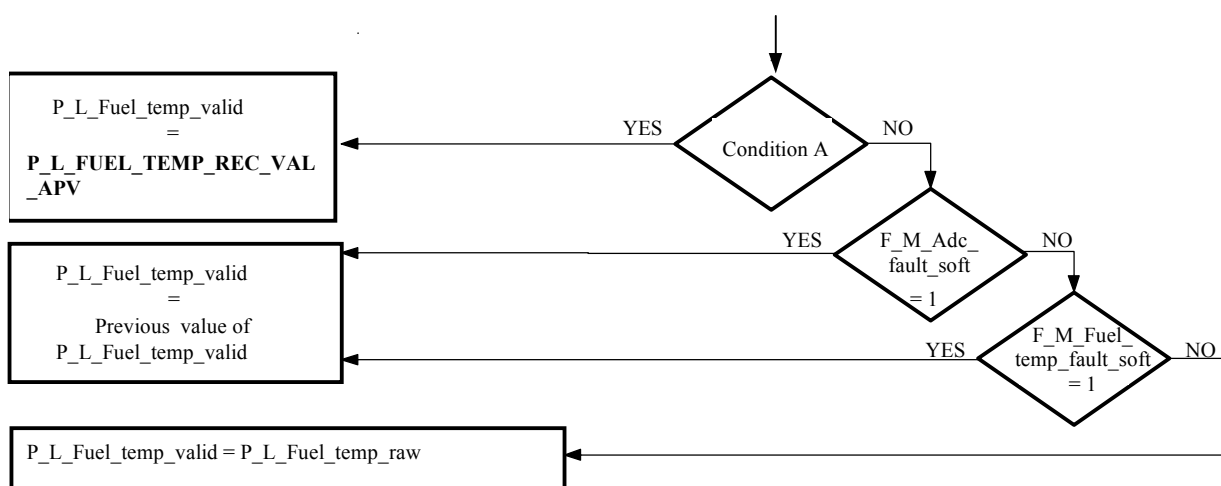 P_L_Fuel_temp_valid
=
P_L_FUEL_TEMP_REC_VAL
_APV
YES
Condition A
NO
P_L_Fuel_temp_valid
=
Previous value of
P_L_Fuel_temp_valid
YES
F_M_Adc_
fault_soft
= 1
NO
YES
F_M_Fuel_
temp_fault_soft
= 1
NO
P_L_Fuel_temp_valid = P_L_Fuel_temp_raw